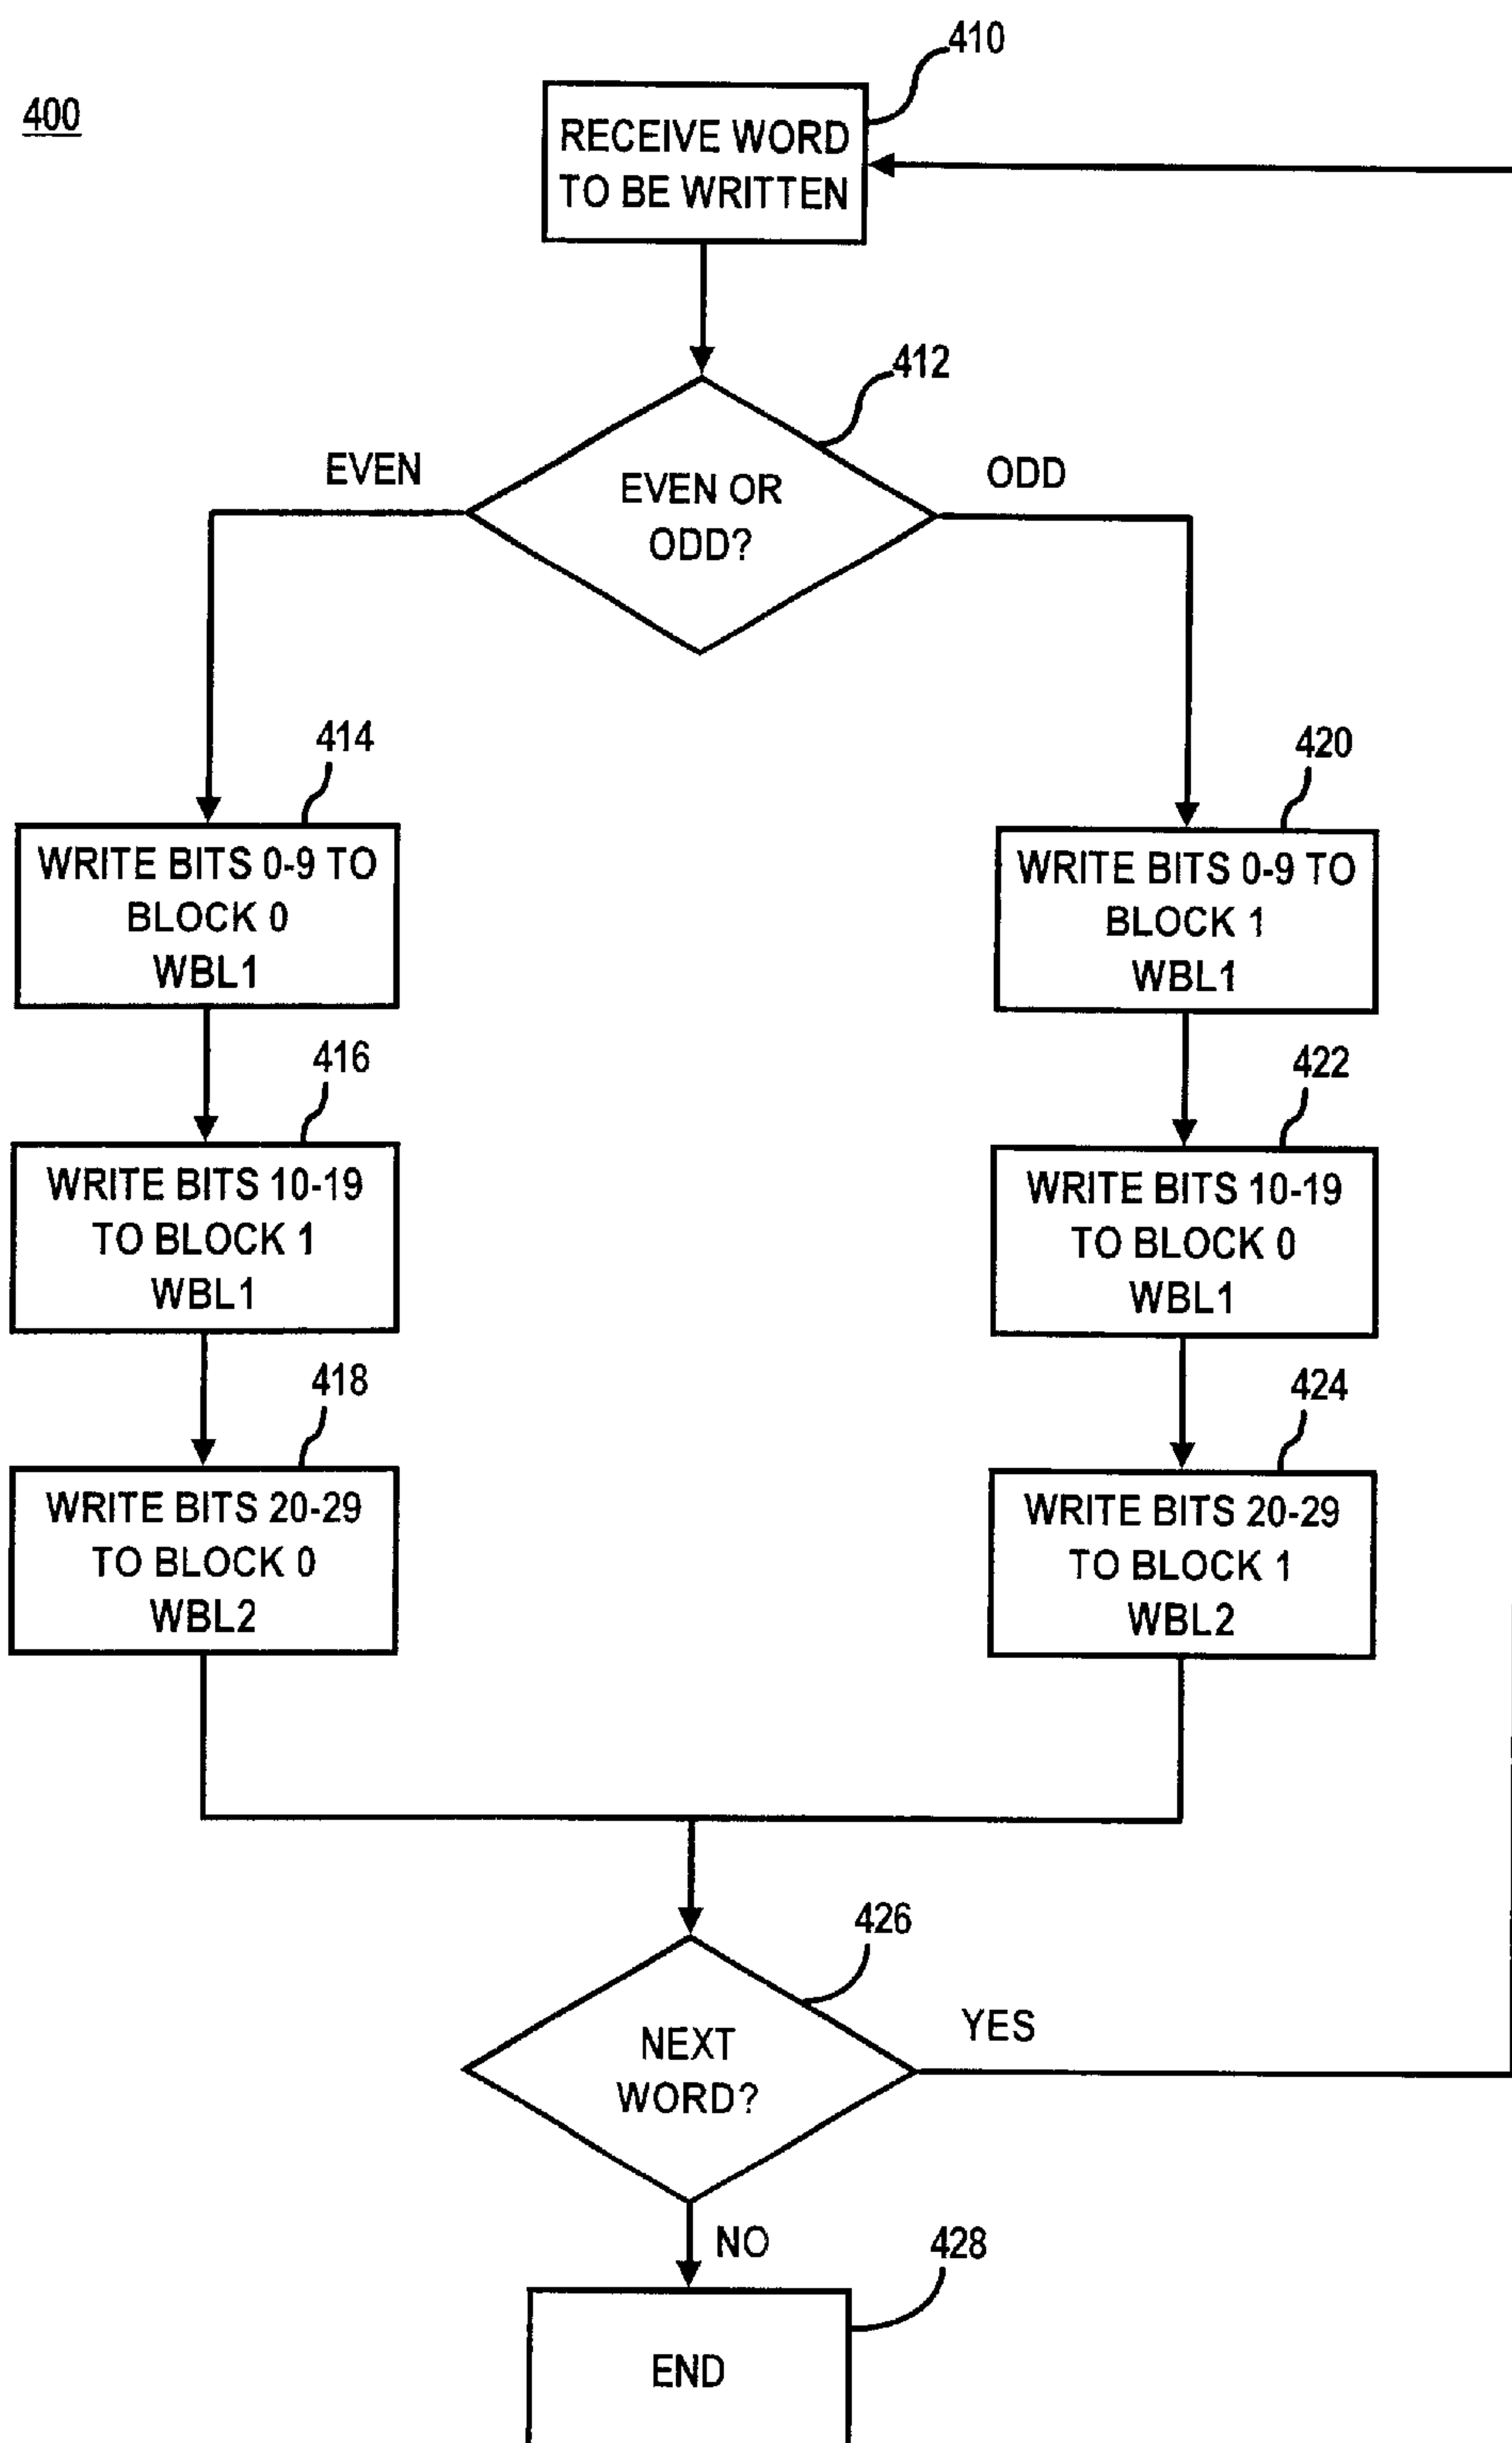 400
410
RECEIVE WORD
TO BE WRITTEN
412
EVEN
EVEN OR
ODD?
ODD
414
WRITE BITS 0-9 TO
BLOCK 0
WBL1
416
WRITE BITS 10-19
TO BLOCK 1
WBL1
418
WRITE BITS 20-29
TO BLOCK 0
WBL2
420
WRITE BITS 0-9 TO
BLOCK 1
WBL1
422
WRITE BITS 10-19
TO BLOCK 0
WBL1
424
WRITE BITS 20-29
TO BLOCK 1
WBL2
426
NEXT
WORD?
YES
NO
428
END